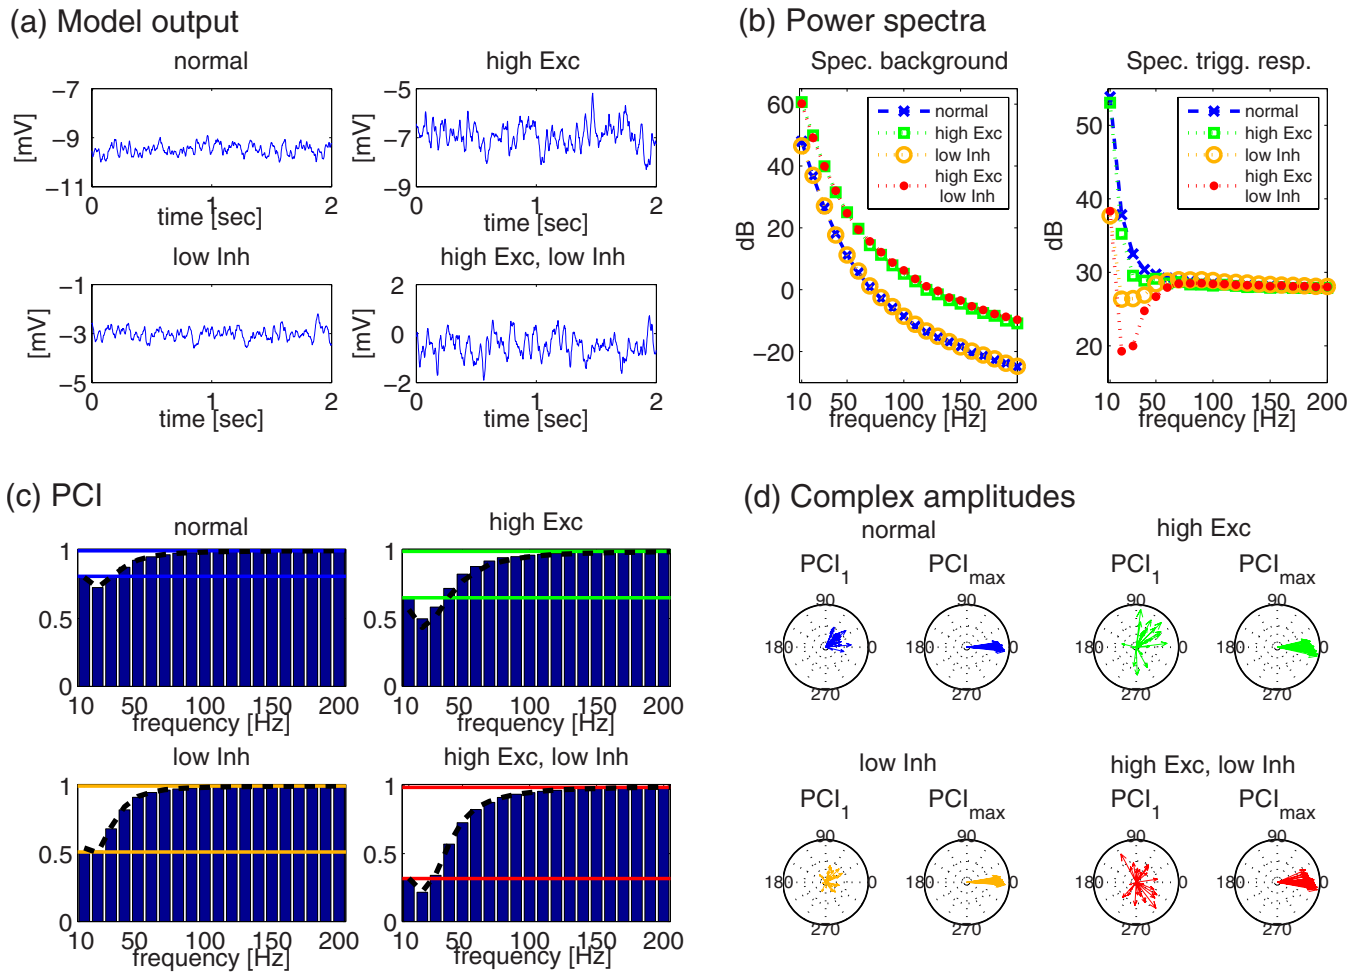 (a) Model output
normal
high Exc
−7
−9
−11
[mV]
0
1
2
time [sec]
−5
−7
−9
[mV]
0
1
2
time [sec]
low Inh
high Exc, low Inh
−1
−3
−5
[mV]
0
1
2
time [sec]
2
0
−2
[mV]
0
1
2
time [sec]
(b) Power spectra
Spec. background
Spec. trigg. resp.
60
40
20
0
−20
dB
normal
high Exc
low Inh
high Exc
low Inh
10
50
100
150
200
frequency [Hz]
50
40
30
20
dB
normal
high Exc
low Inh
high Exc
low Inh
10
50
100
150
200
frequency [Hz]
(c) PCI
normal
high Exc
1
0.5
0
10
50
100
150
200
frequency [Hz]
1
0.5
0
10
50
100
150
200
frequency [Hz]
low Inh
high Exc, low Inh
1
0.5
0
10
50
100
150
200
frequency [Hz]
1
0.5
0
10
50
100
150
200
frequency [Hz]
(d) Complex amplitudes
normal
high Exc
PCI1
PCImax
PCI1
PCImax
90
180
0
270
90
180
0
270
90
180
0
270
90
180
0
270
low Inh
high Exc, low Inh
PCI1
PCImax
PCI1
PCImax
90
180
0
270
90
180
0
270
90
180
0
270
90
180
0
270